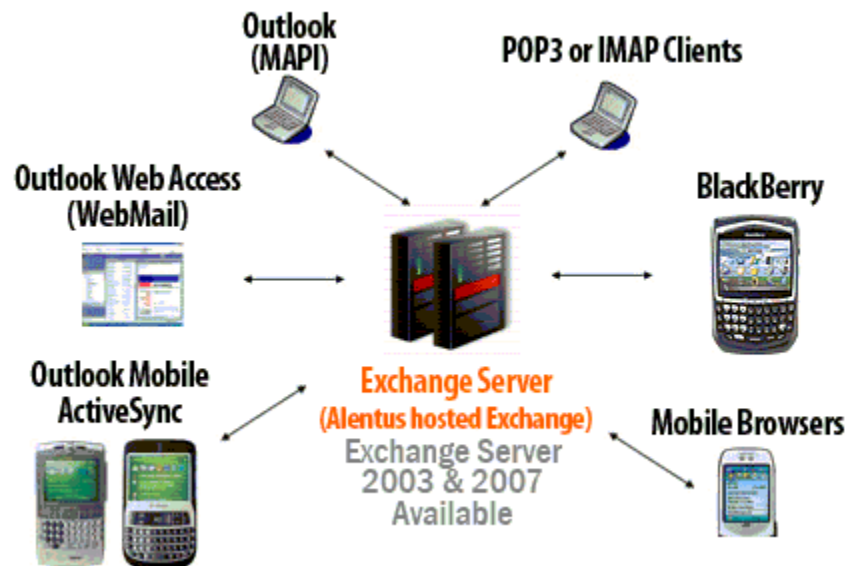 Outlook
(MAPI)
POP3 or IMAP Clients
Outlook Web Access
(WebMail)
BlackBerry
Outlook Mobile
ActiveSync
Exchange Server
(Alentus hosted Exchange)
Exchange Server
2003 & 2007
Available
Mobile Browsers